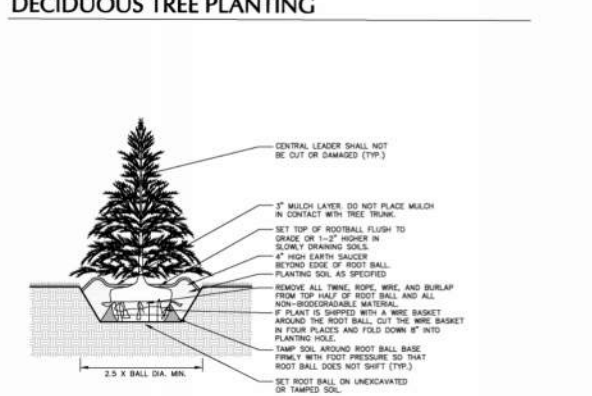 DECIDUOUS TREE PLANTING
CENTRAL LEADER SHALL NOT
BE CUT OR DAMAGED (TYP.)
3" MULCH LAYER. DO NOT PLACE MULCH
IN CONTACT WITH TREE TRUNK.
SET TOP OF ROOTBALL FLUSH TO
GRADE OR 1-2" HIGHER IN
SLOWLY DRAINING SOILS.
4" HIGH EARTH SAUCER
BEYOND EDGE OF ROOT BALL.
PLANTING SOIL AS SPECIFIED
REMOVE ALL TWINE, ROPE, WIRE, AND BURLAP
FROM TOP HALF OF ROOT BALL AND ALL
NON-BIODEGRADABLE MATERIAL.
IF PLANT IS SHIPPED WITH A WIRE BASKET
AROUND THE ROOT BALL, CUT THE WIRE BASKET
IN FOUR PLACES AND FOLD DOWN 8" INTO
PLANTING HOLE.
TAMP SOIL AROUND ROOT BALL BASE
FIRMLY WITH FOOT PRESSURE SO THAT
ROOT BALL DOES NOT SHIFT (TYP.)
2.5 X BALL DIA. MIN.
SET ROOT BALL ON UNEXCAVATED
OR TAMPED SOIL.